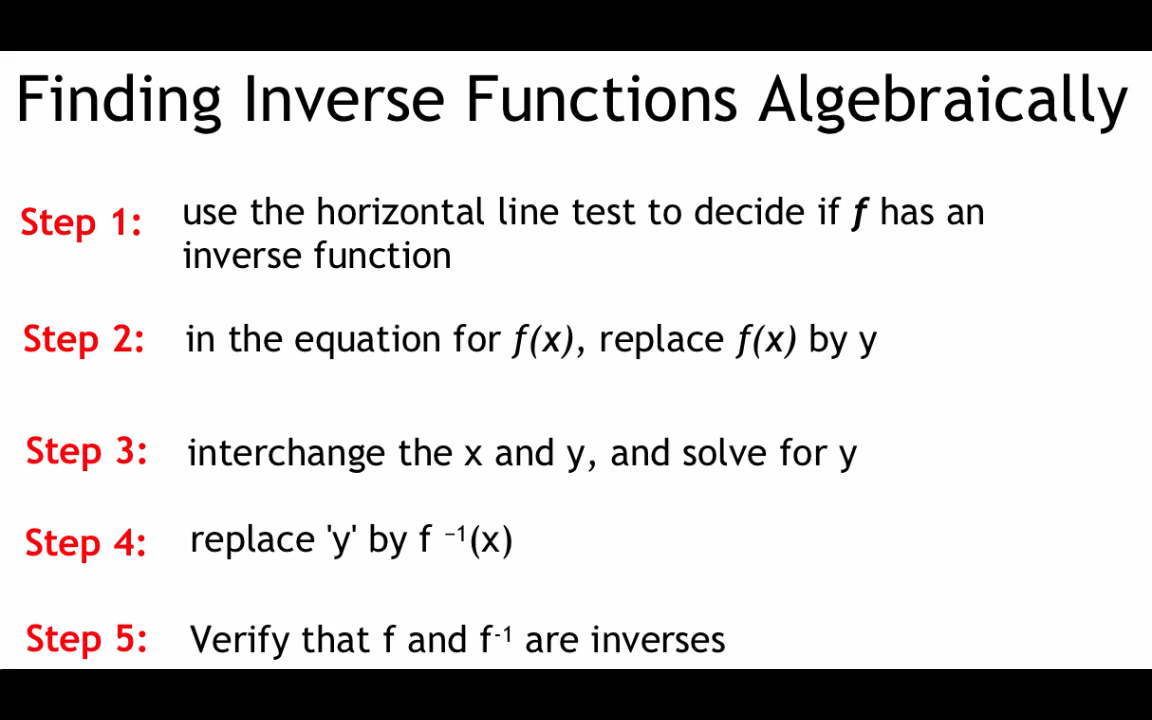 Finding Inverse Functions Algebraically
Step 1: use the horizontal line test to decide if f has an
inverse function
Step 2: in the equation for f(x), replace f(x) by y
Step 3: interchange the x and y, and solve for y
Step 4: replace 'y' by f ⁻¹(x)
Step 5: Verify that f and f⁻¹ are inverses